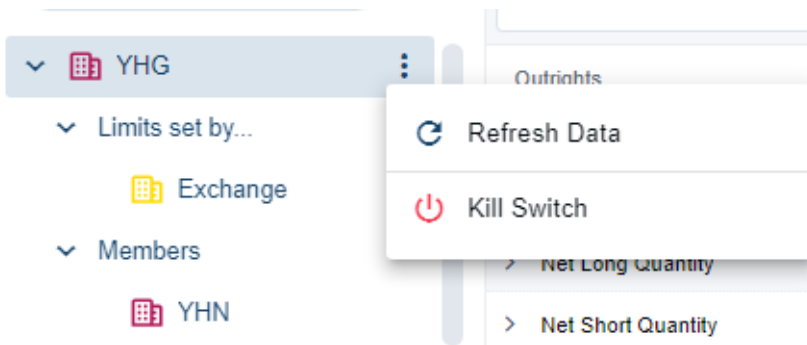 YHG
Limits set by...
Exchange
Members
YHN
Outrights
Refresh Data
Kill Switch
Net Long Quantity
Net Short Quantity